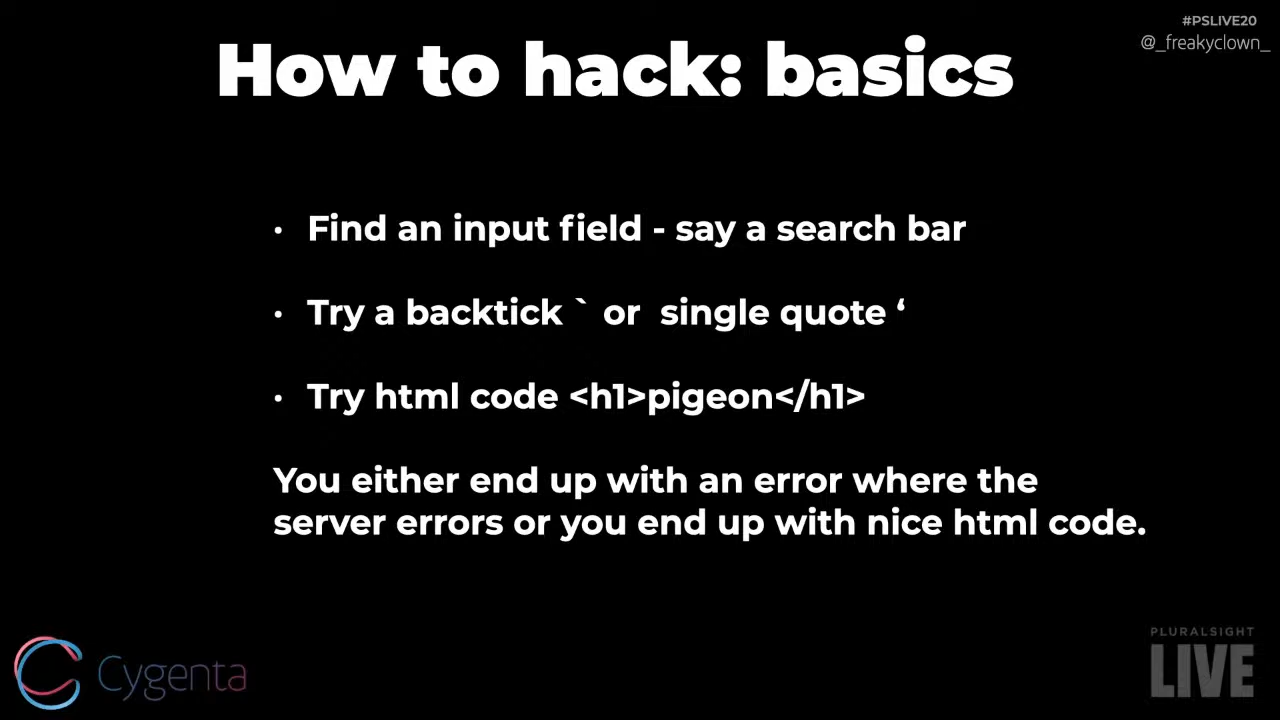 #PSLIVE20
@_freakyclown_
How to hack: basics
• Find an input field - say a search bar
• Try a backtick ` or  single quote ‘
• Try html code <h1>pigeon</h1>
You either end up with an error where the
server errors or you end up with nice html code.
Cygenta
PLURALSIGHT
LIVE